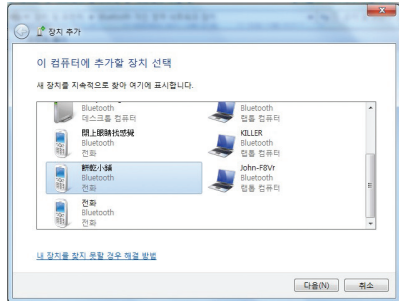 장치 추가
이 컴퓨터에 추가할 장치 선택
새 장치를 지속적으로 찾아 여기에 표시합니다.
Bluetooth
데스크톱 컴퓨터
Bluetooth
랩톱 컴퓨터
閉上眼睛找感覺
Bluetooth
전화
KILLER
Bluetooth
랩톱 컴퓨터
餅乾小舖
Bluetooth
전화
John-F8Vr
Bluetooth
랩톱 컴퓨터
전화
Bluetooth
전화
내 장치를 찾지 못할 경우 해결 방법
다음(N)
취소